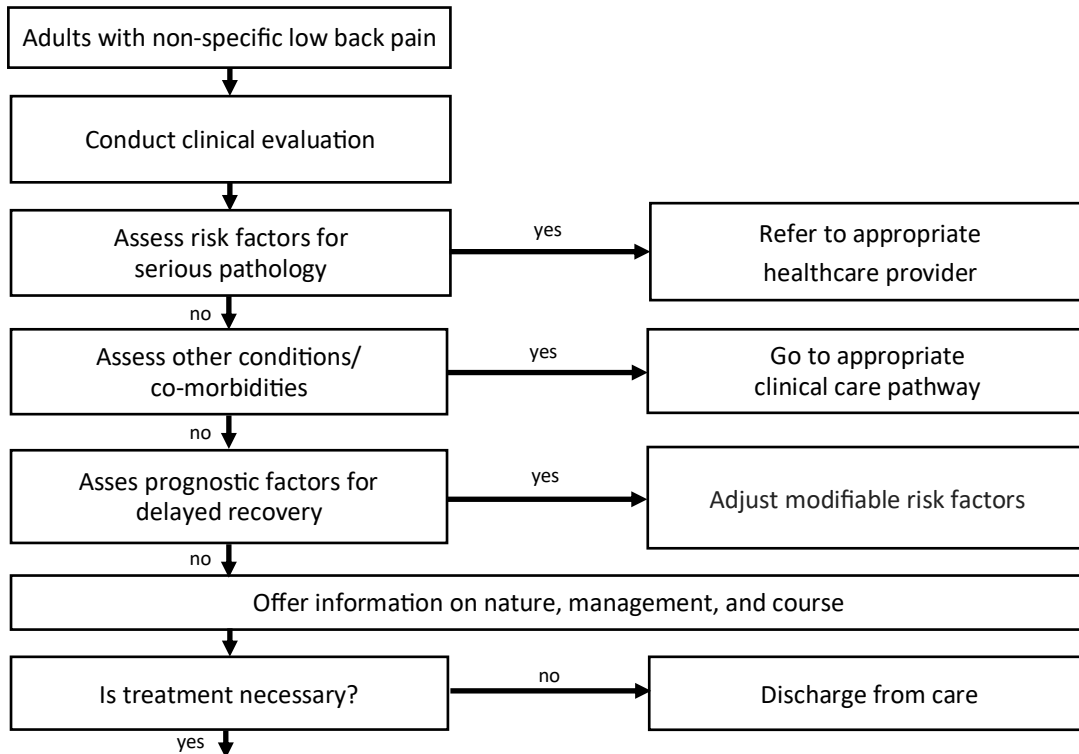 Adults with non-specific low back pain
Conduct clinical evaluation
Assess risk factors for
serious pathology
yes
Refer to appropriate
healthcare provider
no
Assess other conditions/
co-morbidities
yes
Go to appropriate
clinical care pathway
no
Asses prognostic factors for
delayed recovery
yes
Adjust modifiable risk factors
no
Offer information on nature, management, and course
Is treatment necessary?
no
Discharge from care
yes